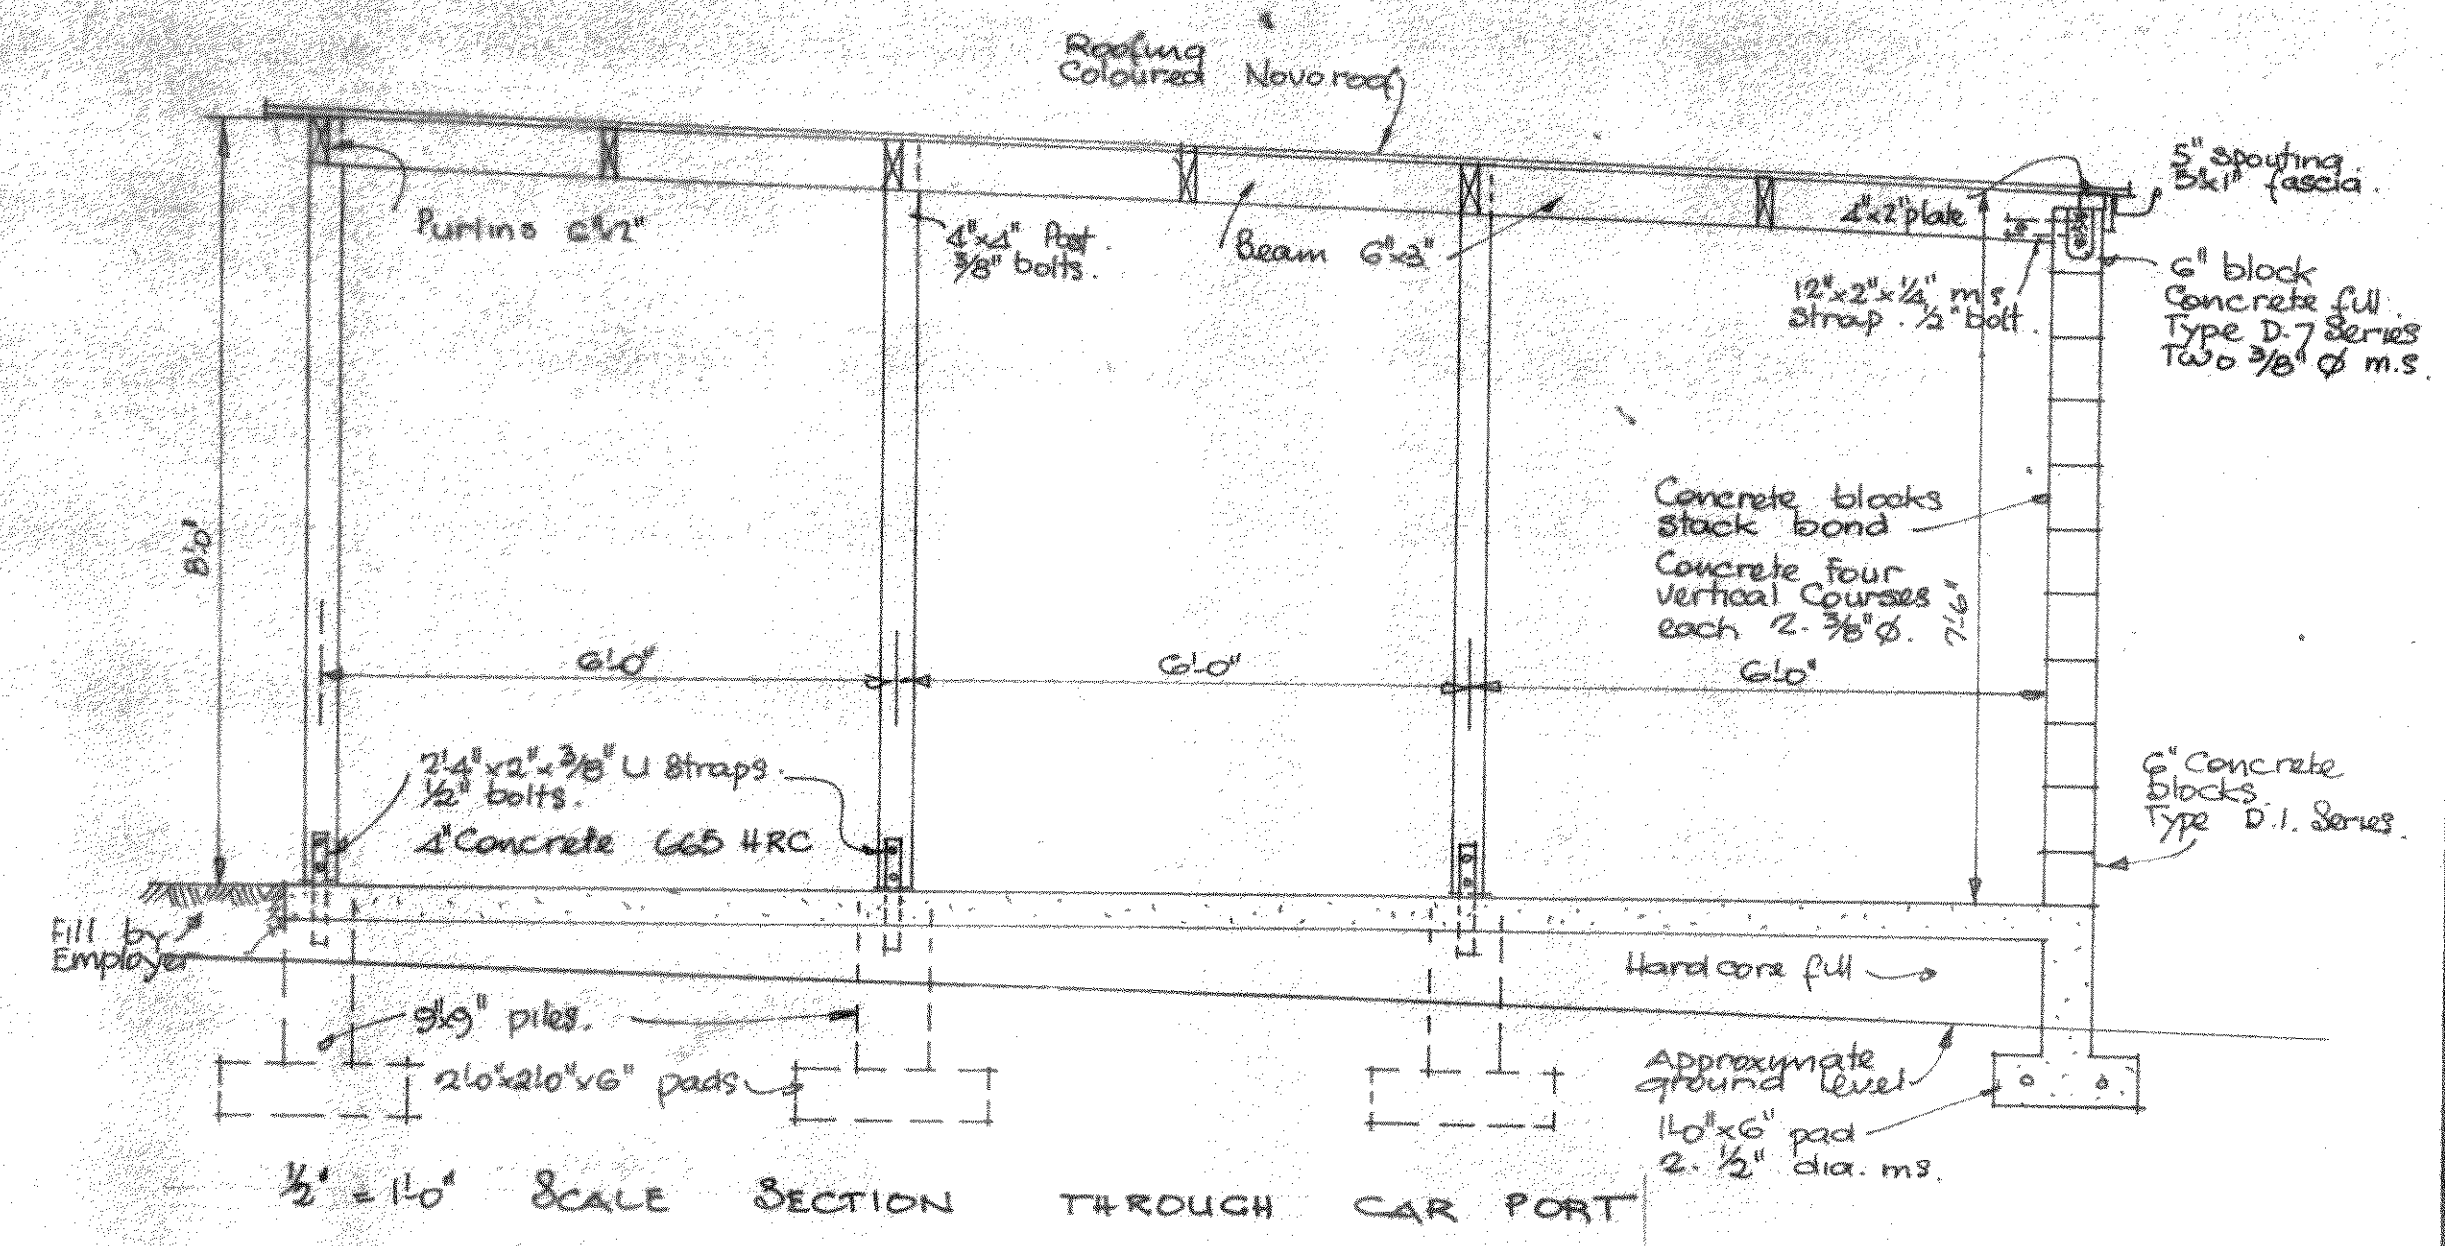 Roofing
Coloured Novoroof
5" spouting.
5"x1" fascia.
Purlins 6"x2"
4"x4" Post.
3/8" bolts.
Beam 6"x3"
4"x2" plate
12"x2"x1/4" m.s.
strap. 1/2" bolt.
6" block
Concrete full.
Type D.7 Series
Two 3/8" Ø m.s.
8'-0"
Concrete blocks
stack bond
Concrete four
vertical Courses
each 2- 3/8" Ø.
7'-6"
6'-0"
6'-0"
6'-0"
2'-4"x2"x3/8" U Straps.
1/2" bolts.
4" Concrete 665 HRC
6" Concrete
blocks
Type D.1. Series.
Fill by
Employer
Hardcore full
9"x9" piles.
2'-0"x2'-0"x6" pads
Approxymate
ground level
1'-0"x6" pad
2. 1/2" dia. ms.
1/2" = 1'-0" SCALE SECTION THROUGH CAR PORT